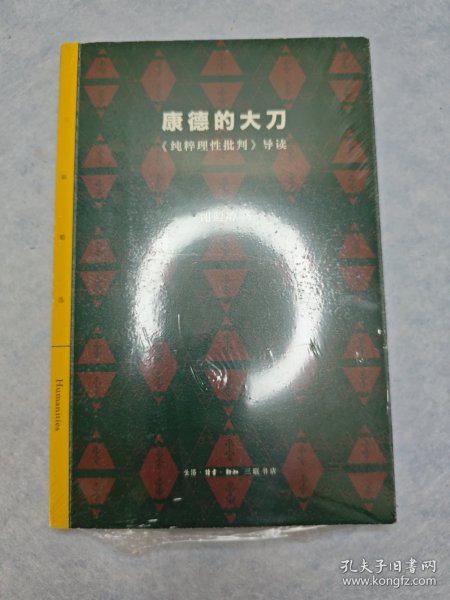 康德的大刀
《纯粹理性批判》导读
Humanities
生活·读书·新知 三联书店
孔夫子旧书网
www.kongfz.com